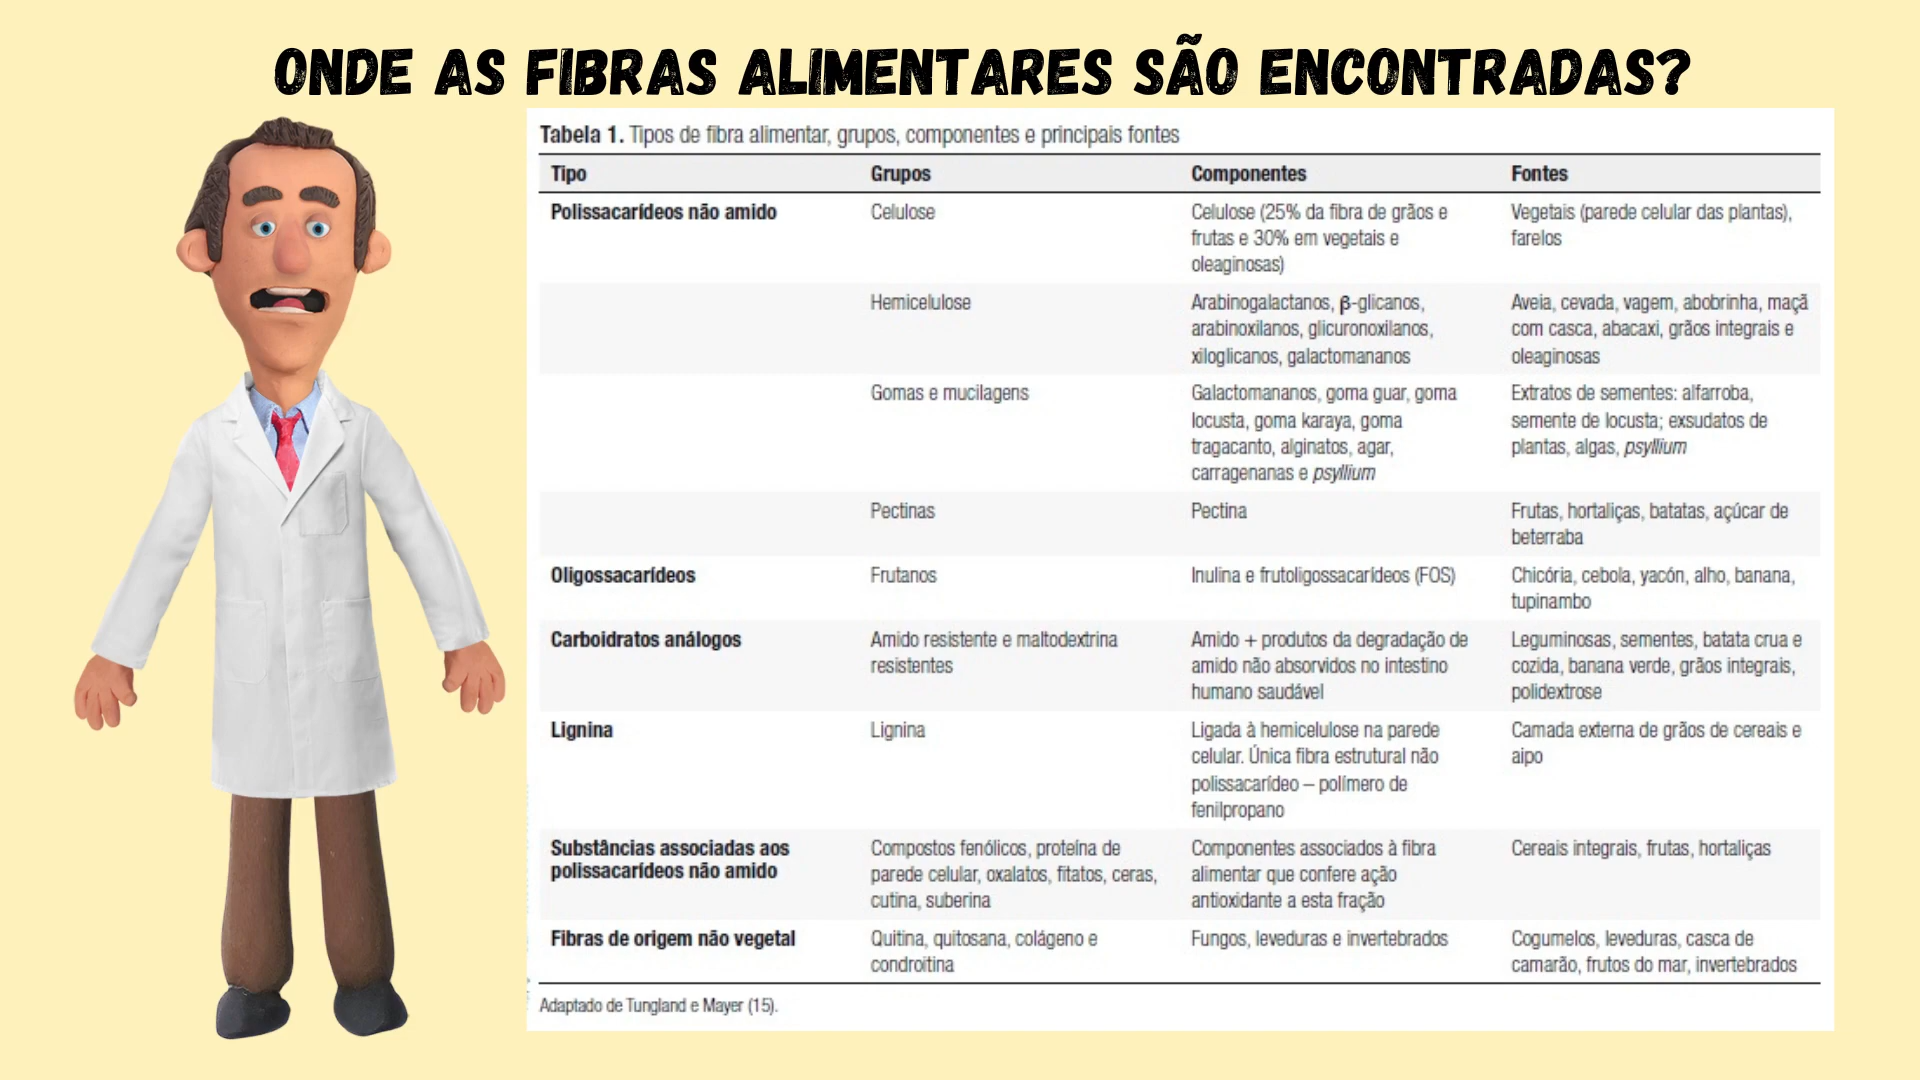 ONDE AS FIBRAS ALIMENTARES SÃO ENCONTRADAS?
Tabela 1. Tipos de fibra alimentar, grupos, componentes e principais fontes
Tipo Grupos Componentes Fontes
Polissacarídeos não amido Celulose Celulose (25% da fibra de grãos e Vegetais (parede celular das plantas),
frutas e 30% em vegetais e farelos
oleaginosas)
Hemicelulose Arabinogalactanos, β-glicanos, Aveia, cevada, vagem, abobrinha, maçã
arabinoxilanos, glicuronoxilanos, com casca, abacaxi, grãos integrais e
xiloglicanos, galactomananos oleaginosas
Gomas e mucilagens Galactomananos, goma guar, goma Extratos de sementes: alfarroba,
locusta, goma karaya, goma semente de locusta; exsudatos de
tragacanto, alginatos, agar, plantas, algas, psyllium
carragenanas e psyllium
Pectinas Pectina Frutas, hortaliças, batatas, açúcar de
beterraba
Oligossacarídeos Frutanos Inulina e frutoligossacarídeos (FOS) Chicória, cebola, yacón, alho, banana,
tupinambo
Carboidratos análogos Amido resistente e maltodextrina Amido + produtos da degradação de Leguminosas, sementes, batata crua e
resistentes amido não absorvidos no intestino cozida, banana verde, grãos integrais,
humano saudável polidextrose
Lignina Lignina Ligada à hemicelulose na parede Camada externa de grãos de cereais e
celular. Única fibra estrutural não aipo
polissacarídeo – polímero de
fenilpropano
Substâncias associadas aos Compostos fenólicos, proteína de Componentes associados à fibra Cereais integrais, frutas, hortaliças
polissacarídeos não amido parede celular, oxalatos, fitatos, ceras, alimentar que confere ação
cutina, suberina antioxidante a esta fração
Fibras de origem não vegetal Quitina, quitosana, colágeno e Fungos, leveduras e invertebrados Cogumelos, leveduras, casca de
condroitina camarão, frutos do mar, invertebrados
Adaptado de Tungland e Mayer (15).